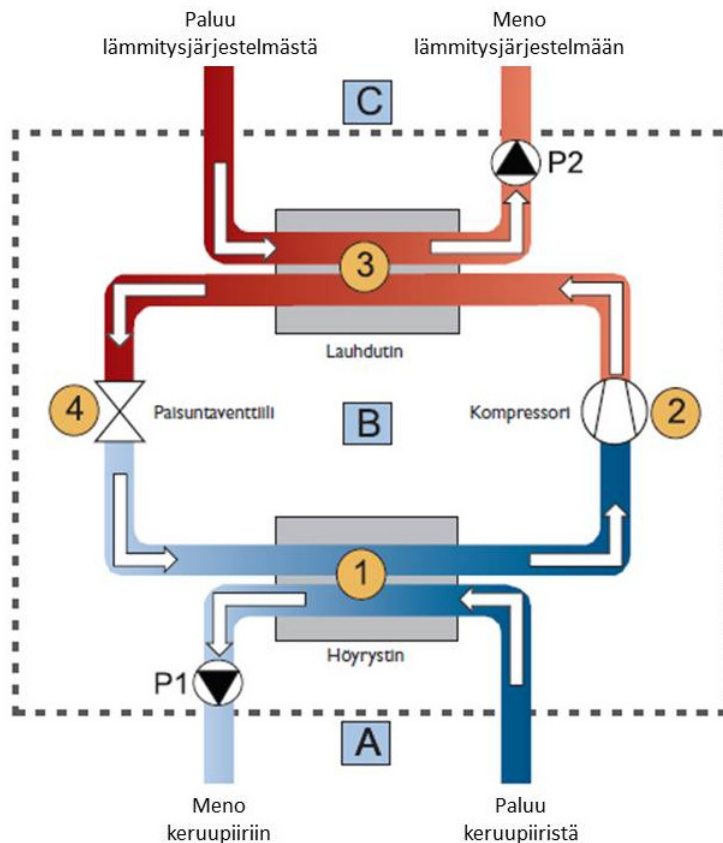 Paluu
lämmitysjärjestelmästä
Meno
lämmitysjärjestelmään
C
P2
3
Lauhdutin
4
Paisuntaventtiili
B
Kompressori
2
1
Höyrystin
P1
A
Meno
keruupiiriin
Paluu
keruupiiristä